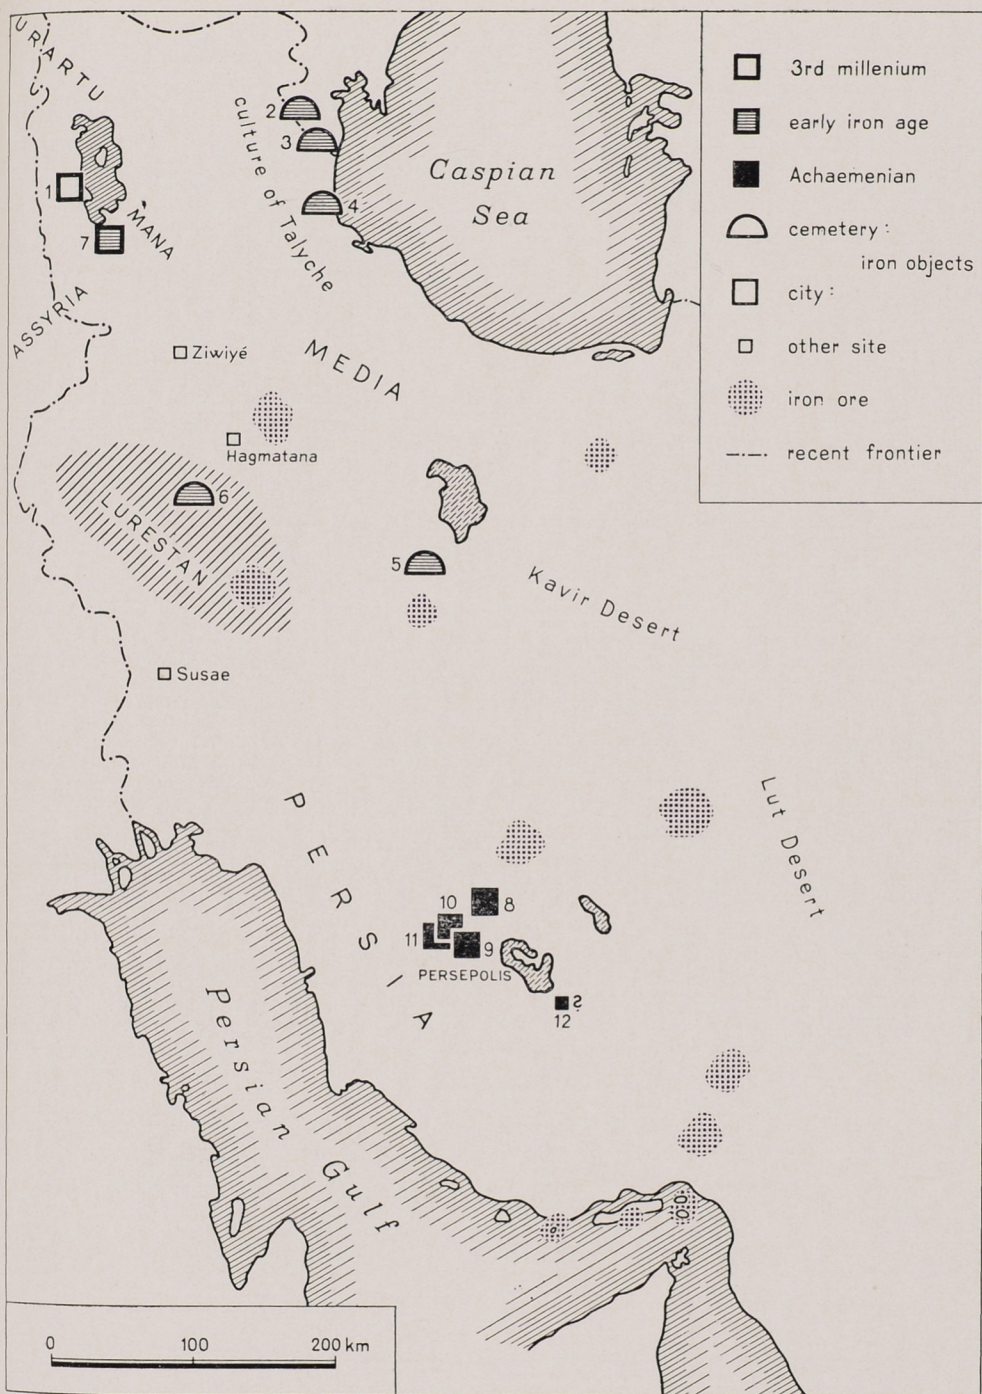 URARTU
2
3
culture of Talyche
4
1
MANA
7
ASSYRIA
Caspian
Sea
3rd millenium
early iron age
Achaemenian
cemetery:
iron objects
city:
other site
iron ore
recent frontier
Ziwiyé
MEDIA
Hagmatana
6
LURESTAN
5
Kavir Desert
Susae
PERSIA
Lut Desert
10
8
11
9
PERSEPOLIS
?
12
Persian Gulf
0 100 200 km